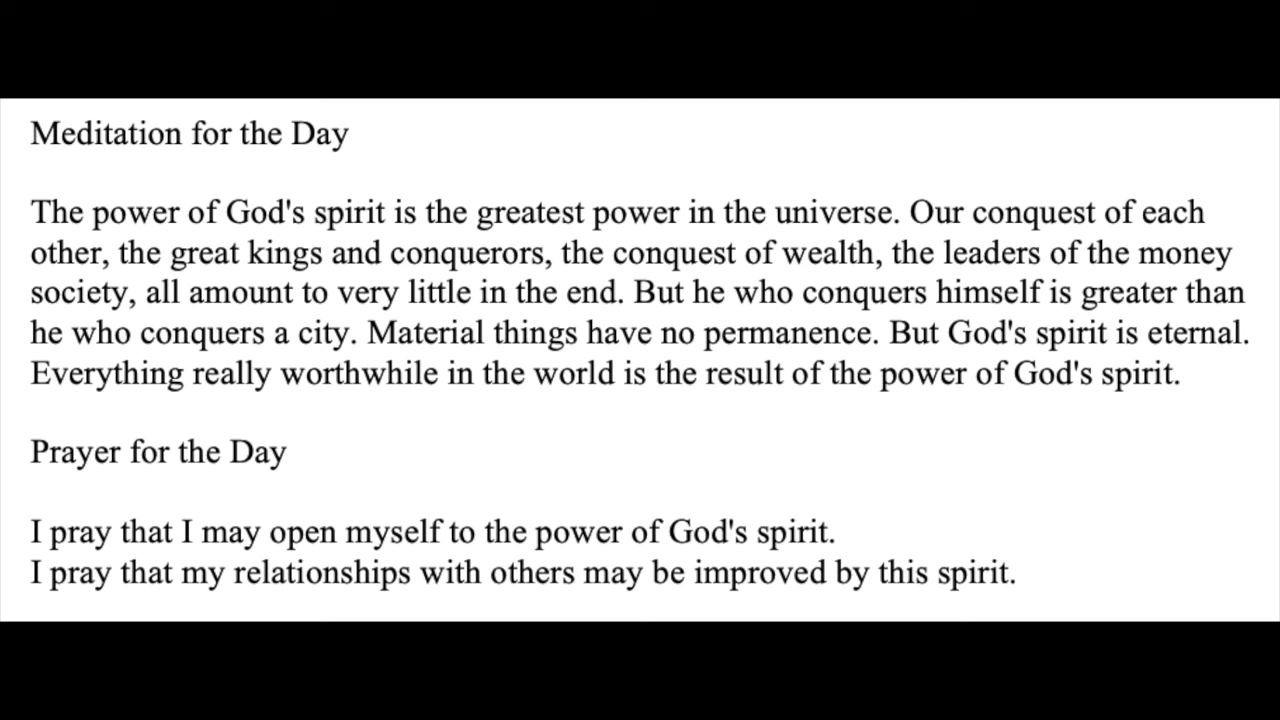 Meditation for the Day
The power of God's spirit is the greatest power in the universe. Our conquest of each
other, the great kings and conquerors, the conquest of wealth, the leaders of the money
society, all amount to very little in the end. But he who conquers himself is greater than
he who conquers a city. Material things have no permanence. But God's spirit is eternal.
Everything really worthwhile in the world is the result of the power of God's spirit.
Prayer for the Day
I pray that I may open myself to the power of God's spirit.
I pray that my relationships with others may be improved by this spirit.